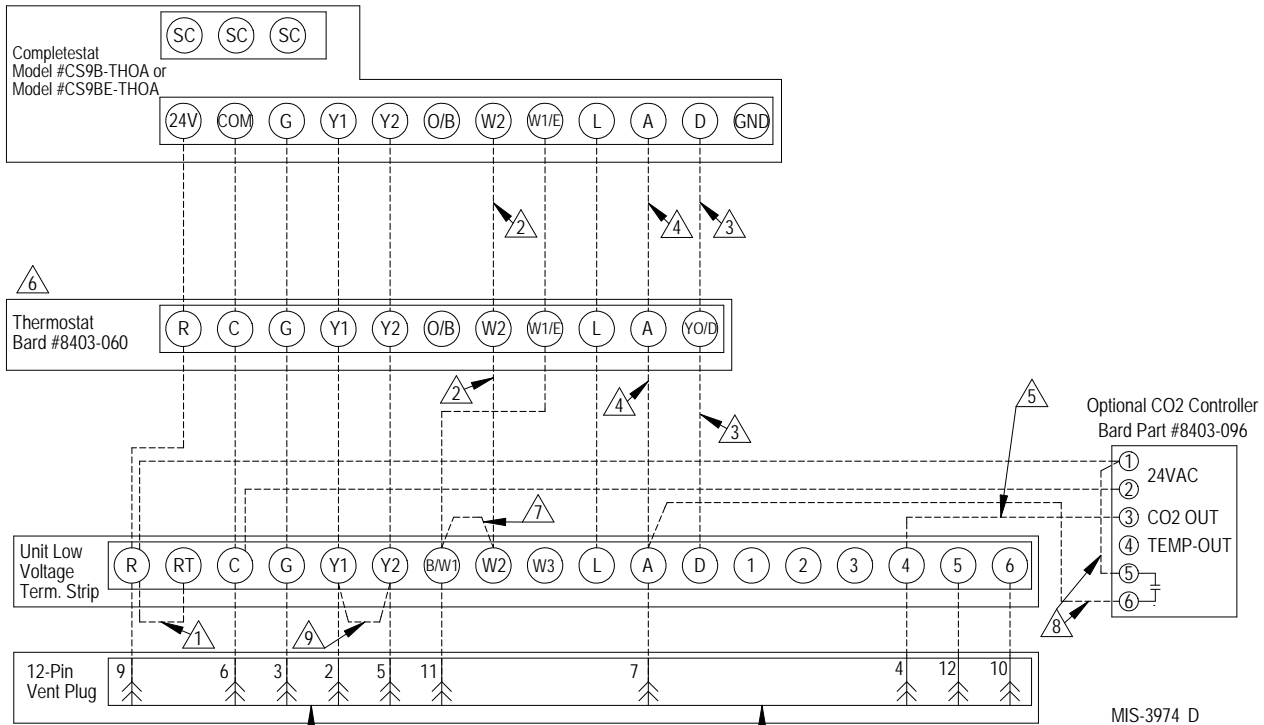 SC SC SC
Completestat
Model #CS9B-THOA or
Model #CS9BE-THOA
24V COM G Y1 Y2 O/B W2 W1/E L A D GND
2 4 3
6
Thermostat
Bard #8403-060
R C G Y1 Y2 O/B W2 W1/E L A YO/D
2 4 3 5
Optional CO2 Controller
Bard Part #8403-096
1 24VAC
2
3 CO2 OUT
4 TEMP-OUT
5
6
7
8
Unit Low
Voltage
Term. Strip
R RT C G Y1 Y2 B/W1 W2 W3 L A D 1 2 3 4 5 6
1 9
12-Pin
Vent Plug
9 6 3 2 5 11 7 4 12 10
MIS-3974 D